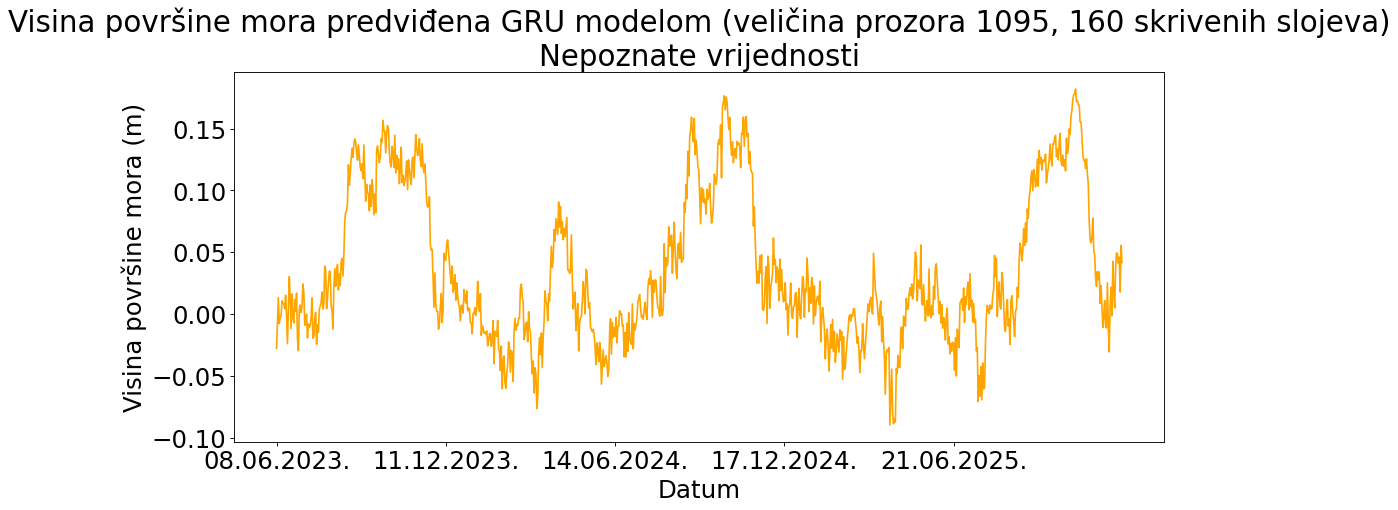 Visina površine mora predviđena GRU modelom (veličina prozora 1095, 160 skrivenih slojeva)
Nepoznate vrijednosti
Visina površine mora (m)
0.15
0.10
0.05
0.00
−0.05
−0.10
08.06.2023. 11.12.2023. 14.06.2024. 17.12.2024. 21.06.2025.
Datum